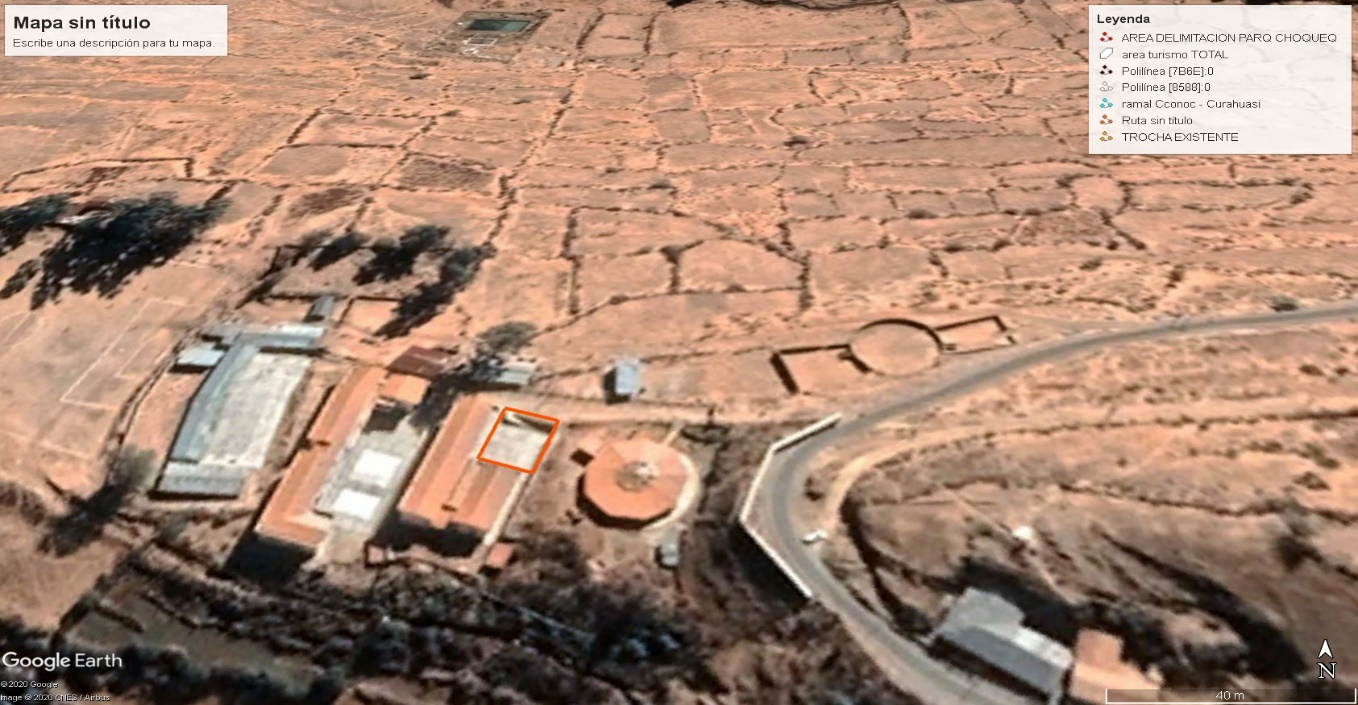 Mapa sin título
Escribe una descripción para tu mapa.
Leyenda
AREA DELIMITACION PARQ CHOQUEQ
area turismo TOTAL
Polilínea [7B6E]:0
Polilínea [8588]:0
ramal Cconoc - Curahuasi
Ruta sin título
TROCHA EXISTENTE
Google Earth
© 2020 Google
Image © 2020 CNES / Airbus
N
40 m